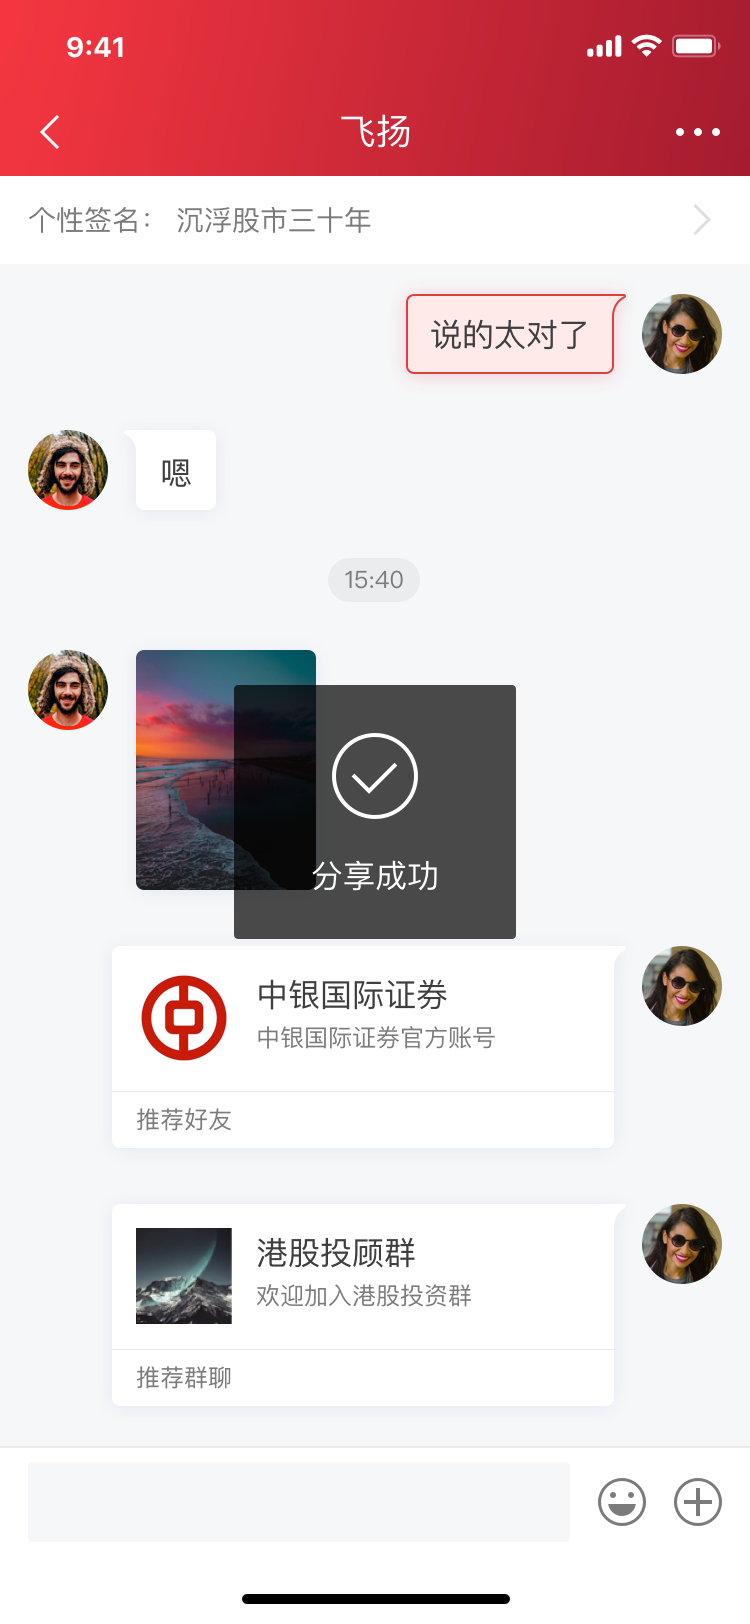 9:41
飞扬
个性签名： 沉浮股市三十年
说的太对了
嗯
15:40
分享成功
中银国际证券
中银国际证券官方账号
推荐好友
港股投顾群
欢迎加入港股投资群
推荐群聊